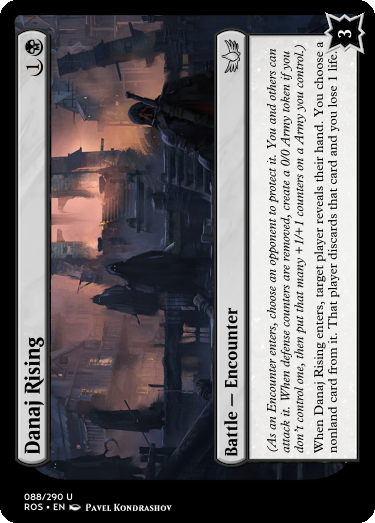 Danaj Rising
Battle — Encounter
(As an Encounter enters, choose an opponent to protect it. You and others can
attack it. When defense counters are removed, create a 0/0 Army token if you
don't control one, then put that many +1/+1 counters on a Army you control.)
When Danaj Rising enters, target player reveals their hand. You choose a
nonland card from it. That player discards that card and you lose 1 life.
3
088/290 U
ROS • EN PAVEL KONDRASHOV